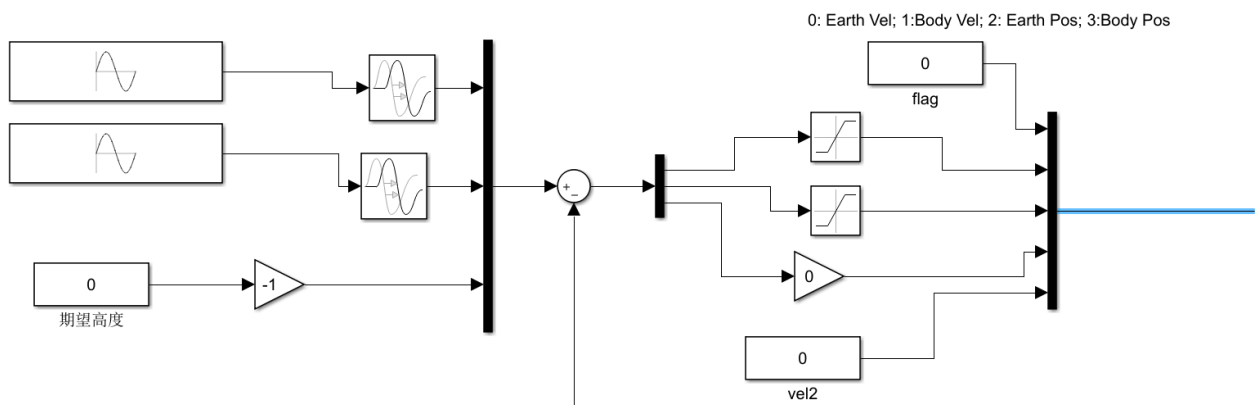 0: Earth Vel; 1:Body Vel; 2: Earth Pos; 3:Body Pos
0
flag
+
−
0
期望高度
-1
0
0
vel2